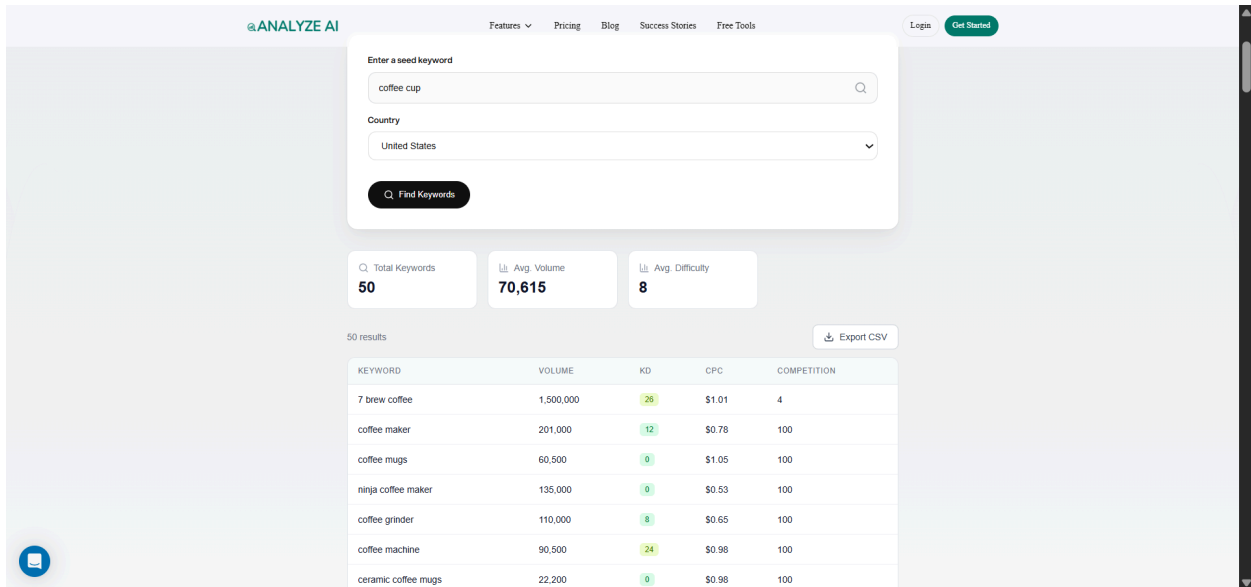 ANALYZE AI Features Pricing Blog Success Stories Free Tools Login Get Started
Enter a seed keyword
coffee cup
Country
United States
Find Keywords
Total Keywords Avg. Volume Avg. Difficulty
50 70,615 8
50 results Export CSV
KEYWORD VOLUME KD CPC COMPETITION
7 brew coffee 1,500,000 26 $1.01 4
coffee maker 201,000 12 $0.78 100
coffee mugs 60,500 0 $1.05 100
ninja coffee maker 135,000 0 $0.53 100
coffee grinder 110,000 8 $0.65 100
coffee machine 90,500 24 $0.98 100
ceramic coffee mugs 22,200 0 $0.98 100